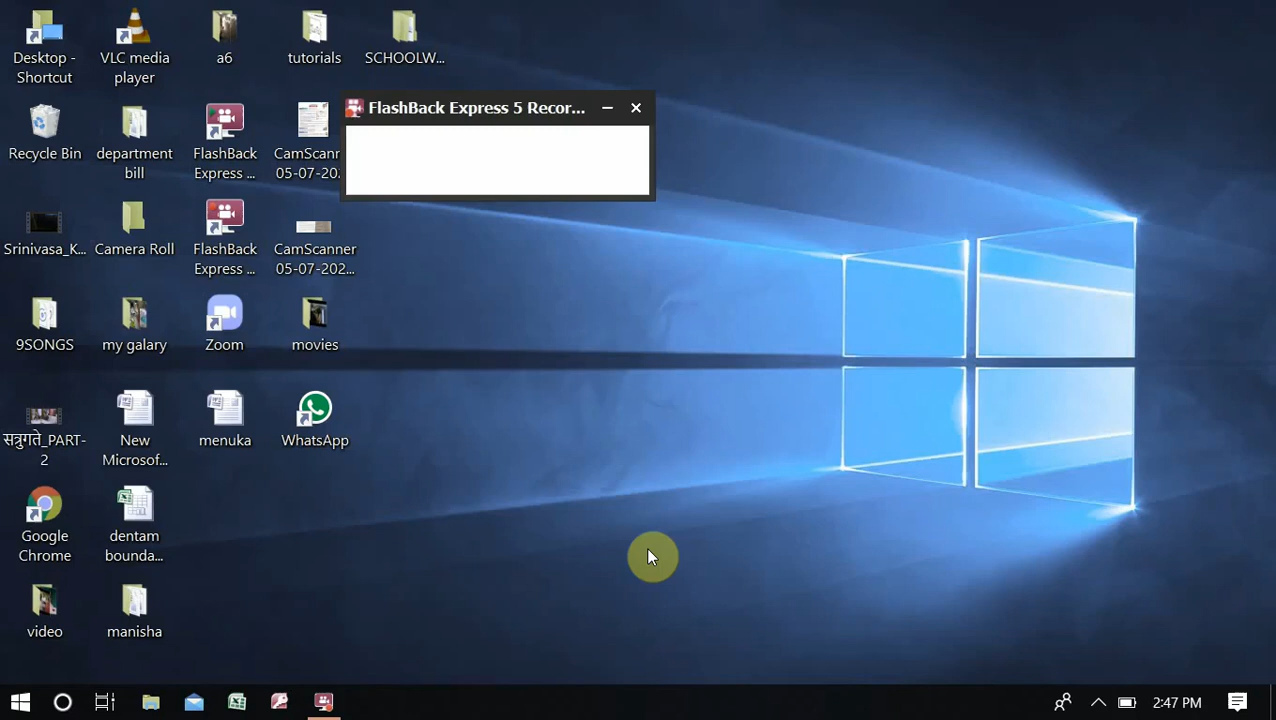 Desktop -
Shortcut
VLC media
player
a6
tutorials
SCHOOLW...
FlashBack Express 5 Recor...
Recycle Bin
department
bill
FlashBack
Express ...
CamScanr
05-07-20
Srinivasa_K...
Camera Roll
FlashBack
Express ...
CamScanner
05-07-202...
9SONGS
my galary
Zoom
movies
सत्रुगते_PART-
2
New
Microsof...
menuka
WhatsApp
Google
Chrome
dentam
bounda...
video
manisha
2:47 PM